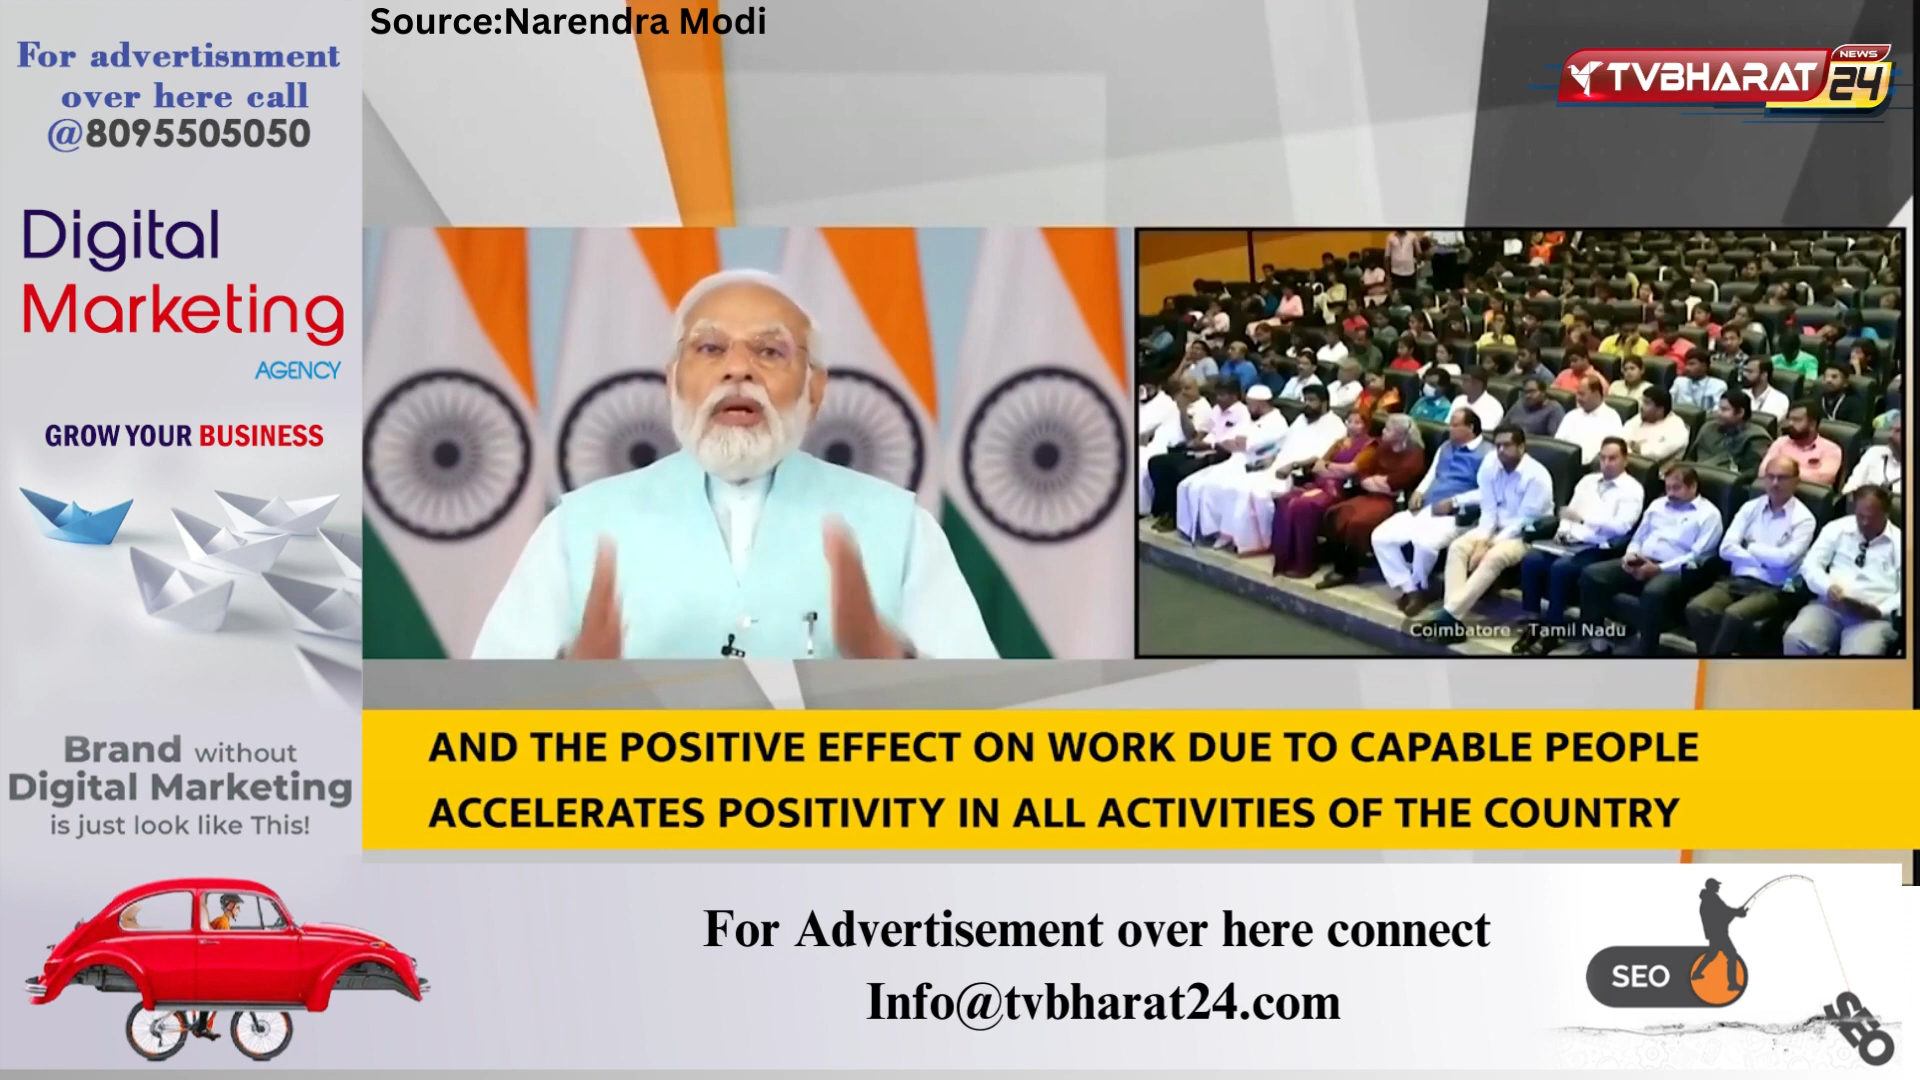 Source:Narendra Modi
For advertisnment
over here call
@8095505050
Digital
Marketing
AGENCY
GROW YOUR BUSINESS
Brand without
Digital Marketing
is just look like This!
TVBHARAT
NEWS
24
Coimbatore - Tamil Nadu
AND THE POSITIVE EFFECT ON WORK DUE TO CAPABLE PEOPLE
ACCELERATES POSITIVITY IN ALL ACTIVITIES OF THE COUNTRY
For Advertisement over here connect
Info@tvbharat24.com
SEO
SEO